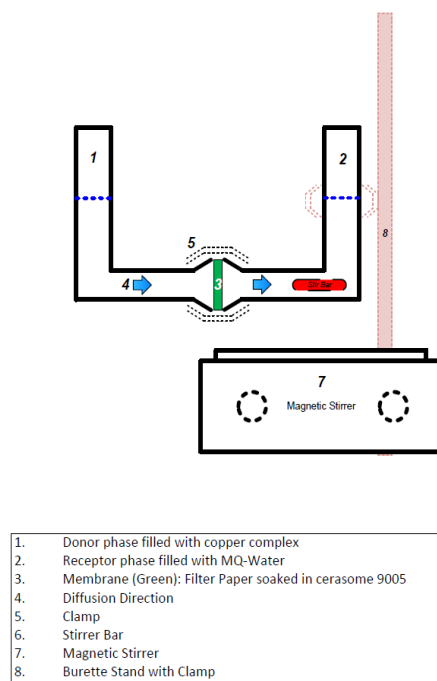 1
2
5
8
4
3
Stir Bar
7
Magnetic Stirrer
1. Donor phase filled with copper complex
2. Receptor phase filled with MQ-Water
3. Membrane (Green): Filter Paper soaked in cerasome 9005
4. Diffusion Direction
5. Clamp
6. Stirrer Bar
7. Magnetic Stirrer
8. Burette Stand with Clamp